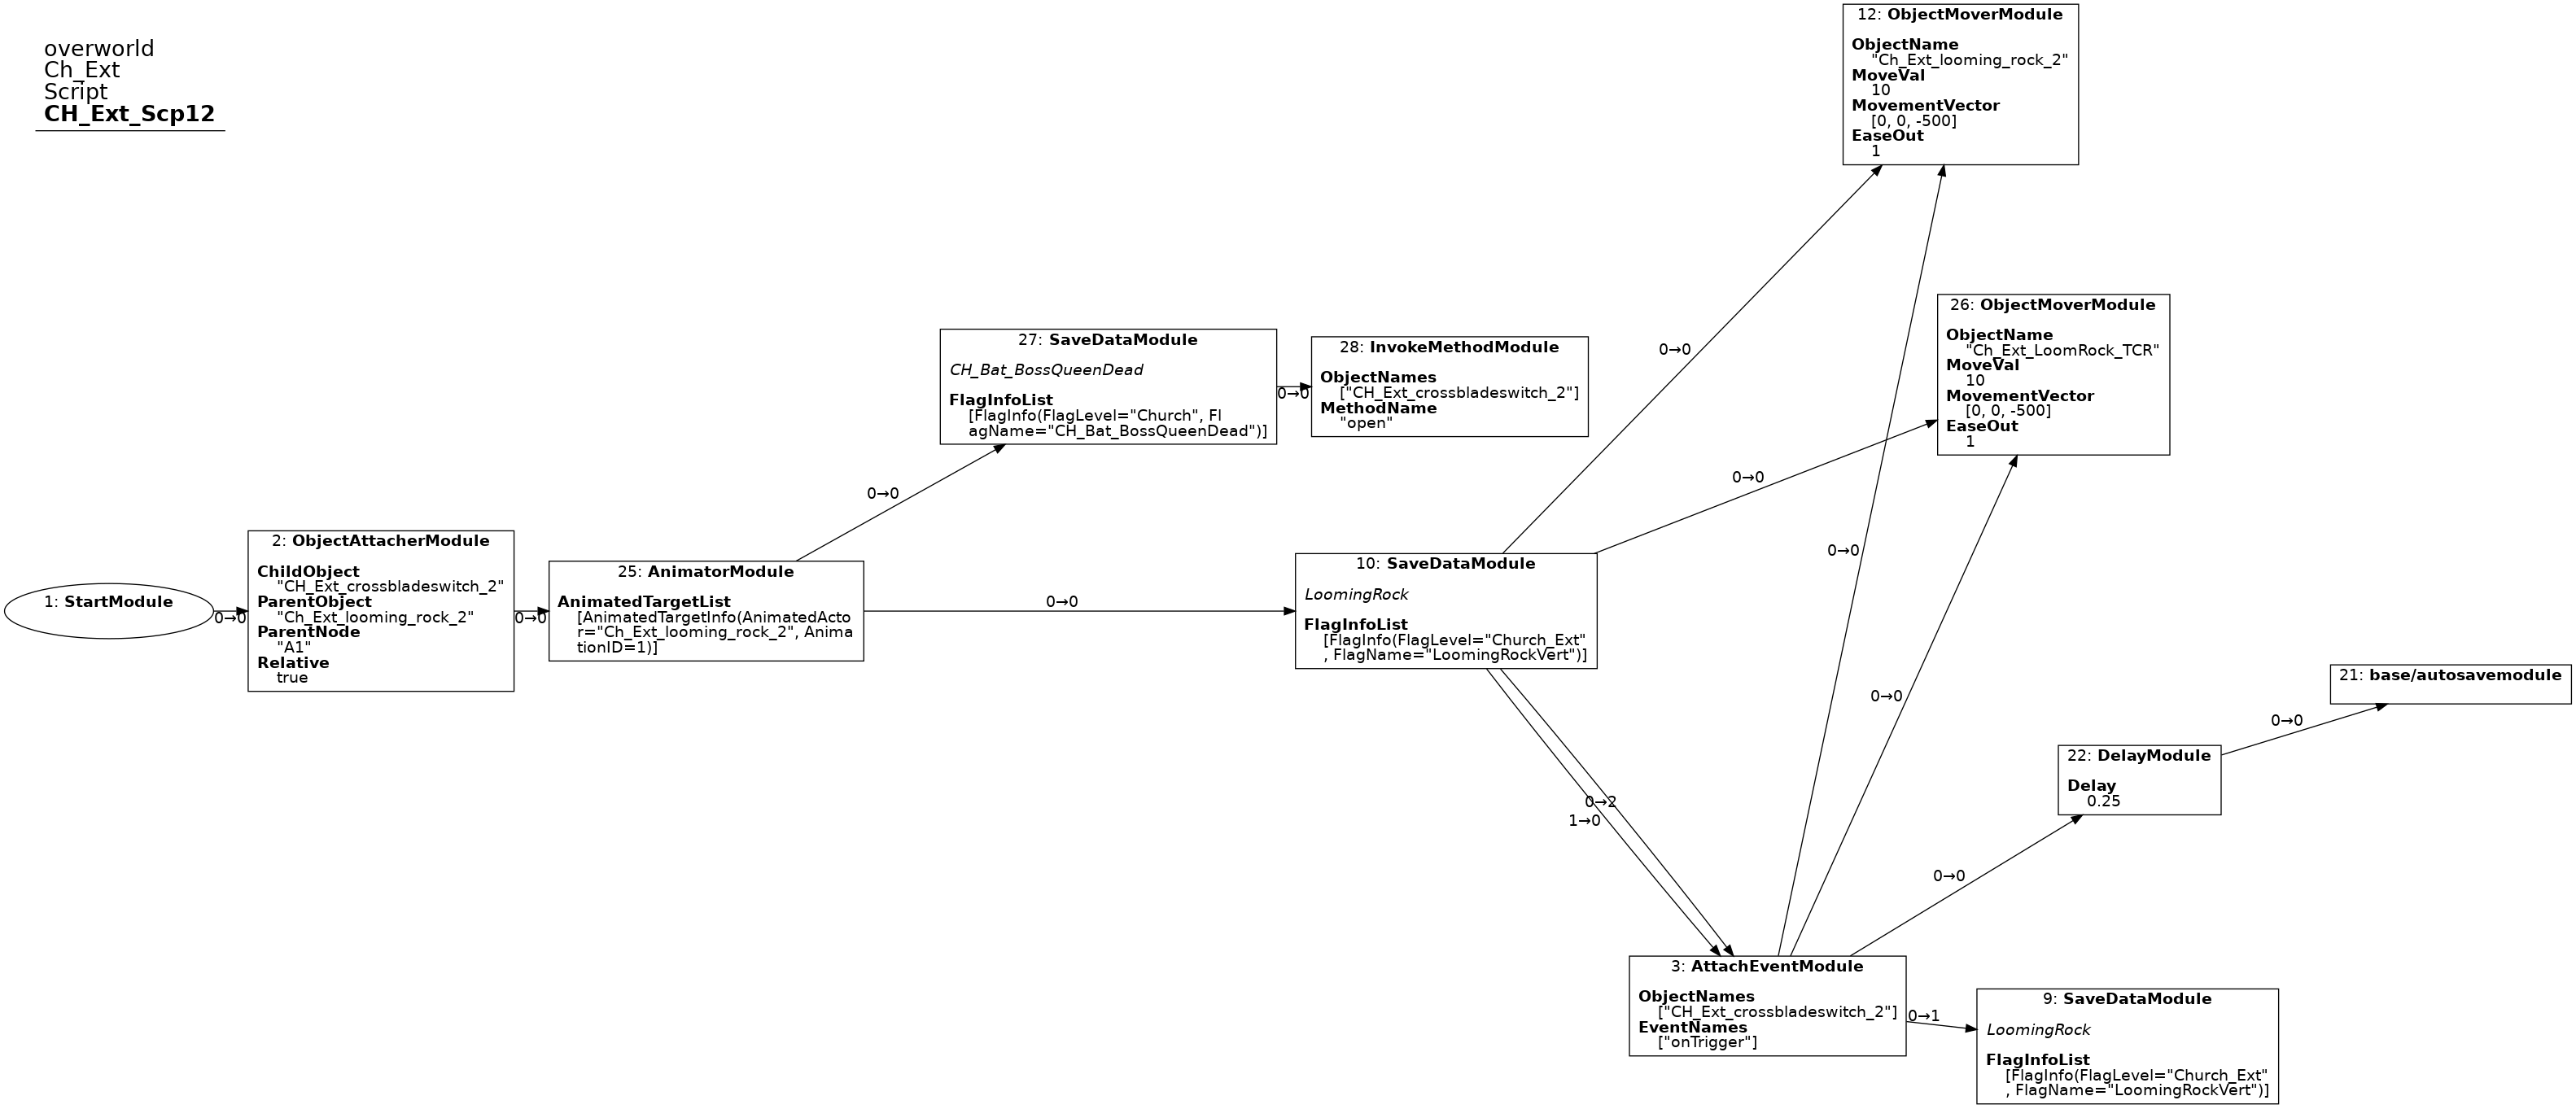 overworld
Ch_Ext
Script
CH_Ext_Scp12
12: ObjectMoverModule
ObjectName
"Ch_Ext_looming_rock_2"
MoveVal
10
MovementVector
[0, 0, -500]
EaseOut
1
26: ObjectMoverModule
ObjectName
"Ch_Ext_LoomRock_TCR"
MoveVal
10
MovementVector
[0, 0, -500]
EaseOut
1
27: SaveDataModule
CH_Bat_BossQueenDead
FlagInfoList
[FlagInfo(FlagLevel="Church", Fl
agName="CH_Bat_BossQueenDead")]
0→0
28: InvokeMethodModule
ObjectNames
["CH_Ext_crossbladeswitch_2"]
MethodName
"open"
0→0
0→0
0→0
1: StartModule
0→0
2: ObjectAttacherModule
ChildObject
"CH_Ext_crossbladeswitch_2"
ParentObject
"Ch_Ext_looming_rock_2"
ParentNode
"A1"
Relative
true
0→0
25: AnimatorModule
AnimatedTargetList
[AnimatedTargetInfo(AnimatedActo
r="Ch_Ext_looming_rock_2", Anima
tionID=1)]
0→0
10: SaveDataModule
LoomingRock
FlagInfoList
[FlagInfo(FlagLevel="Church_Ext"
, FlagName="LoomingRockVert")]
0→0
0→0
0→2
1→0
21: base/autosavemodule
0→0
22: DelayModule
Delay
0.25
0→0
3: AttachEventModule
ObjectNames
["CH_Ext_crossbladeswitch_2"]
EventNames
["onTrigger"]
0→1
9: SaveDataModule
LoomingRock
FlagInfoList
[FlagInfo(FlagLevel="Church_Ext"
, FlagName="LoomingRockVert")]